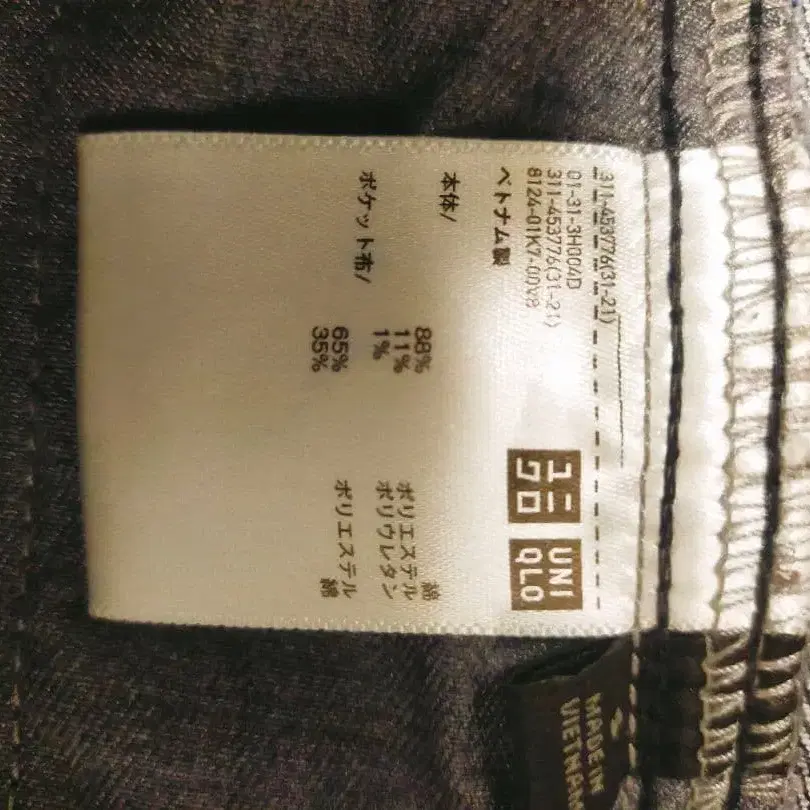 311-453776(31-21)
01-31-3H004D
311-453776(31-21)
8124-01K7-00Y8
ベトナム製
本体/
88% 綿
11% ポリエステル
1% ポリウレタン
ポケット布/
65% ポリエステル
35% 綿
ユニ
クロ
UNI
QLO
MADE IN
VIETNAM